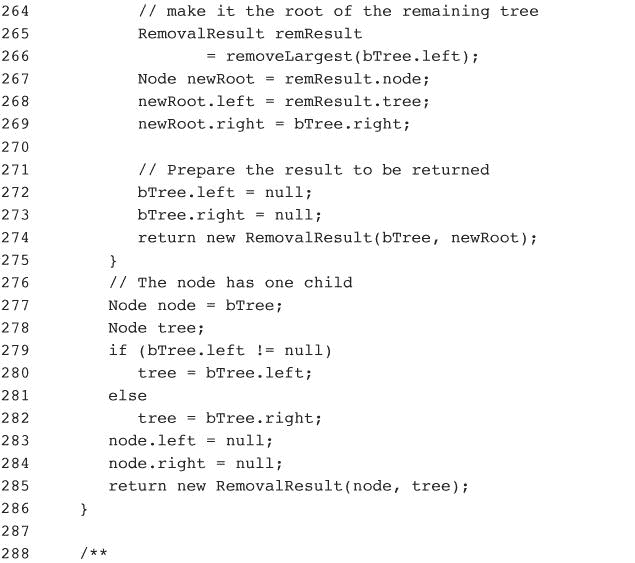 264            // make it the root of the remaining tree
265            RemovalResult remResult
266                   = removeLargest(bTree.left);
267            Node newRoot = remResult.node;
268            newRoot.left = remResult.tree;
269            newRoot.right = bTree.right;
270
271            // Prepare the result to be returned
272            bTree.left = null;
273            bTree.right = null;
274            return new RemovalResult(bTree, newRoot);
275         }
276         // The node has one child
277         Node node = bTree;
278         Node tree;
279         if (bTree.left != null)
280            tree = bTree.left;
281         else
282            tree = bTree.right;
283         node.left = null;
284         node.right = null;
285         return new RemovalResult(node, tree);
286      }
287
288      /**